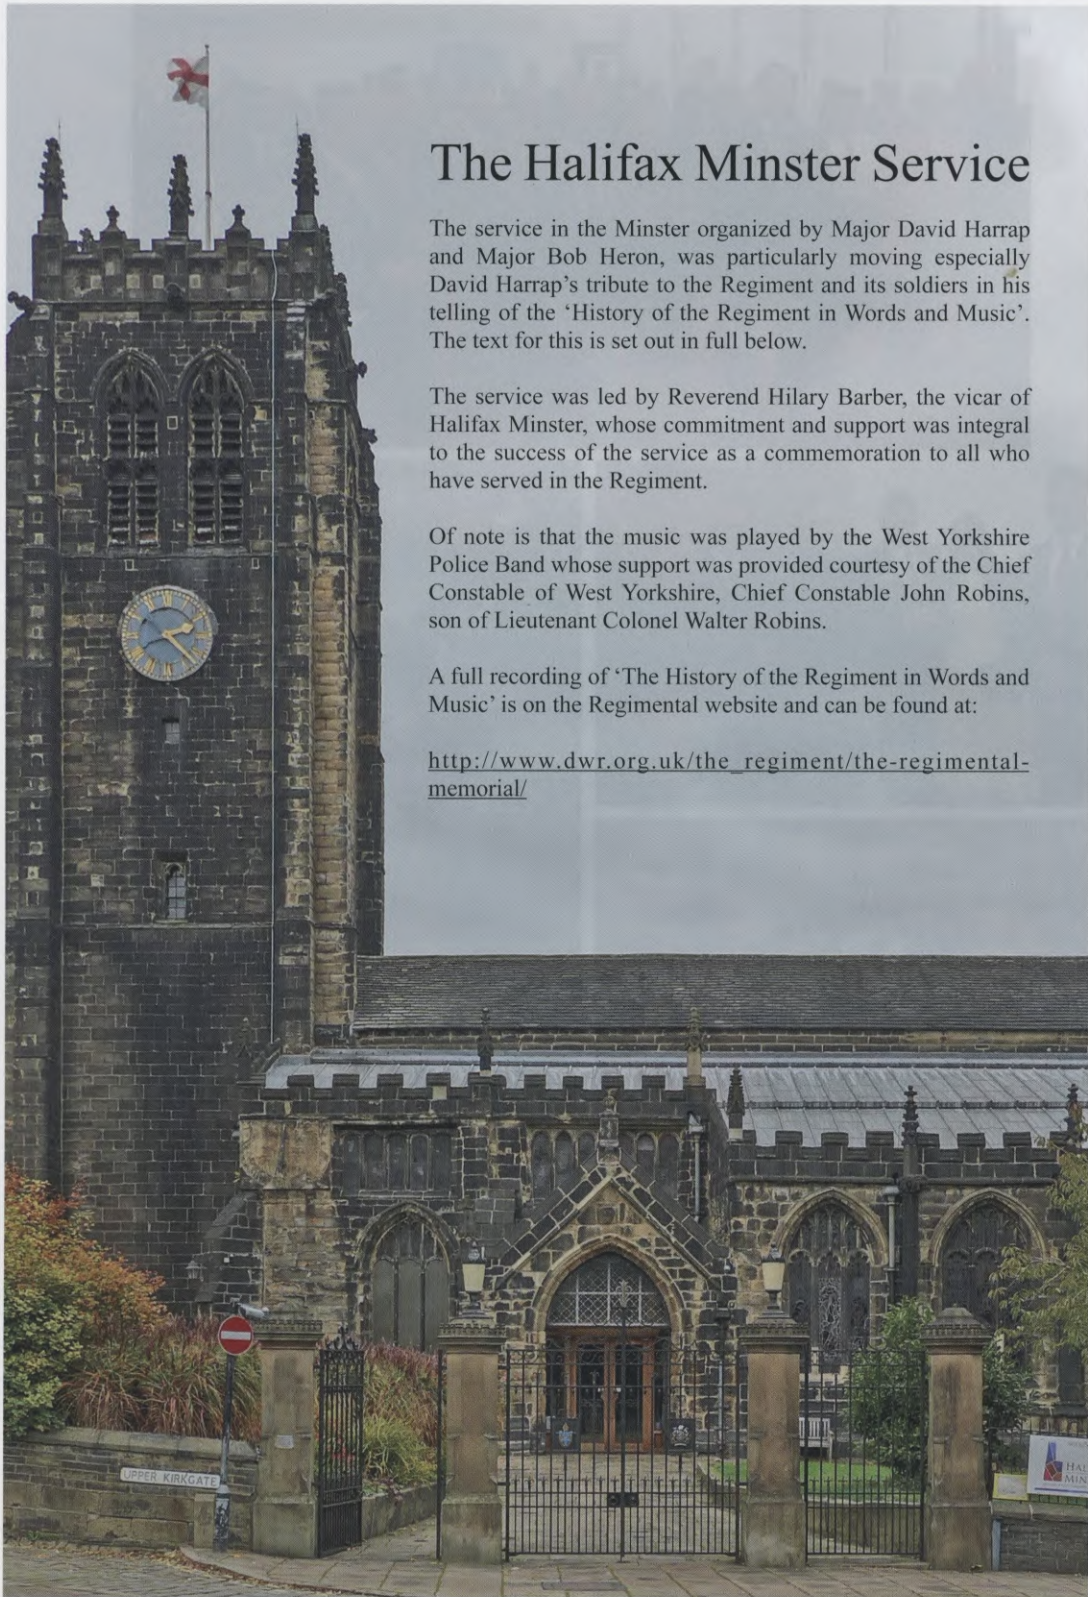 The Halifax Minster Service
The service in the Minster organized by Major David Harrap
and Major Bob Heron, was particularly moving especially
David Harrap's tribute to the Regiment and its soldiers in his
telling of the ‘History of the Regiment in Words and Music’.
The text for this is set out in full below.
The service was led by Reverend Hilary Barber, the vicar of
Halifax Minster, whose commitment and support was integral
to the success of the service as a commemoration to all who
have served in the Regiment.
Of note is that the music was played by the West Yorkshire
Police Band whose support was provided courtesy of the Chief
Constable of West Yorkshire, Chief Constable John Robins,
son of Lieutenant Colonel Walter Robins.
A full recording of ‘The History of the Regiment in Words and
Music’ is on the Regimental website and can be found at:
http://www.dwr.org.uk/the_regiment/the-regimental-
memorial/
UPPER KIRKGATE
HAL
MIN